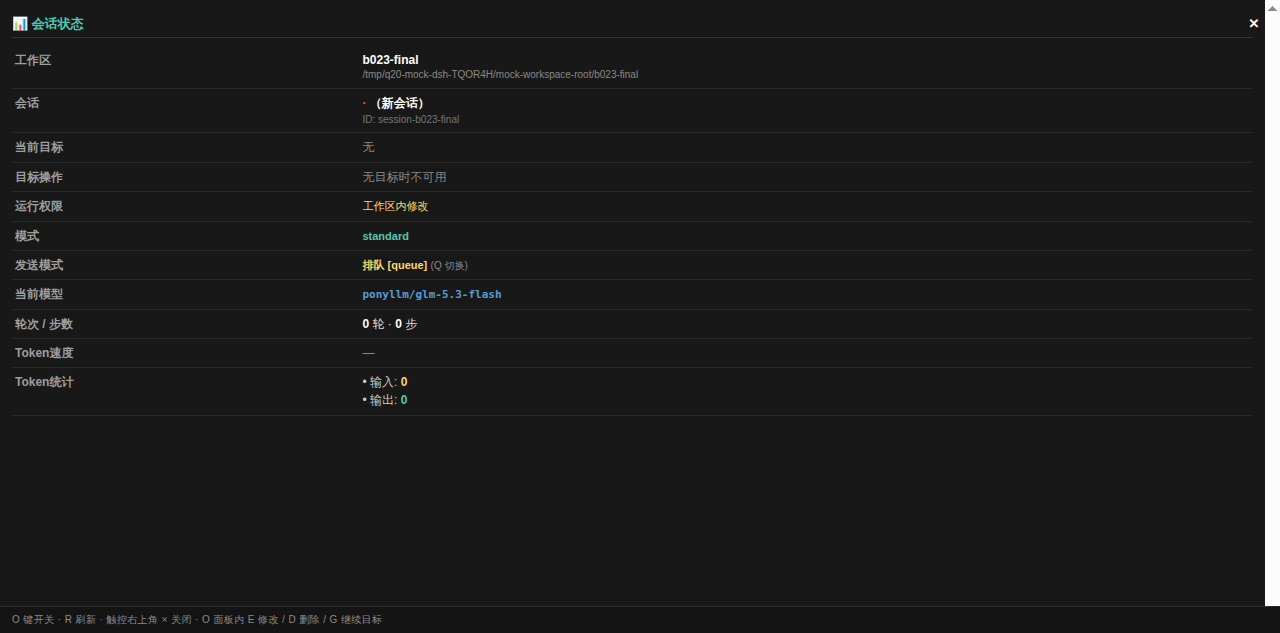 📊 会话状态 ×
工作区 b023-final
/tmp/q20-mock-dsh-TQOR4H/mock-workspace-root/b023-final
会话 · （新会话）
ID: session-b023-final
当前目标 无
目标操作 无目标时不可用
运行权限 工作区内修改
模式 standard
发送模式 排队 [queue] (Q 切换)
当前模型 ponyllm/glm-5.3-flash
轮次 / 步数 0 轮 · 0 步
Token速度 —
Token统计 • 输入: 0
• 输出: 0
O 键开关 · R 刷新 · 触控右上角 × 关闭 · O 面板内 E 修改 / D 删除 / G 继续目标